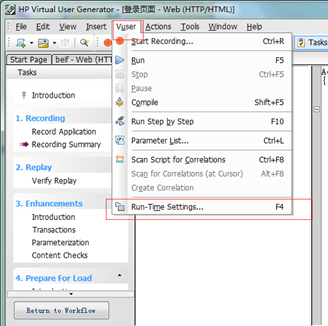 HP Virtual User Generator - [登录页面 - Web (HTTP/HTML)]
File Edit View Insert Vuser Actions Tools Windows Help
Start Recording... Ctrl+R
Tasks
Start Page beif - Web (HTT
Run F5
Tasks
Stop Ctrl+F5
Pause
Introduction
Compile Shift+F5
1. Recording
Run Step by Step F10
Record Application
Recording Summary
Parameter List... Ctrl+L
2. Replay
Scan Script for Correlations Ctrl+F8
Verify Replay
Scan for Correlations (at Cursor) Alt+F8
Create Correlation
3. Enhancements
Run-Time Settings... F4
Introduction
Transactions
Parameterization
Content Checks
4. Prepare For Load
Return to Workflow